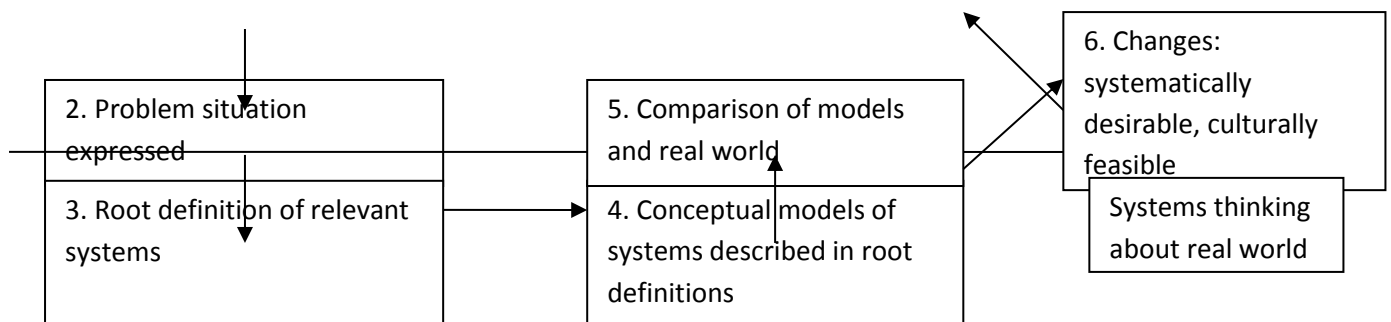 2. Problem situation
expressed
5. Comparison of models
and real world
6. Changes:
systematically
desirable, culturally
feasible
3. Root definition of relevant
systems
4. Conceptual models of
systems described in root
definitions
Systems thinking
about real world